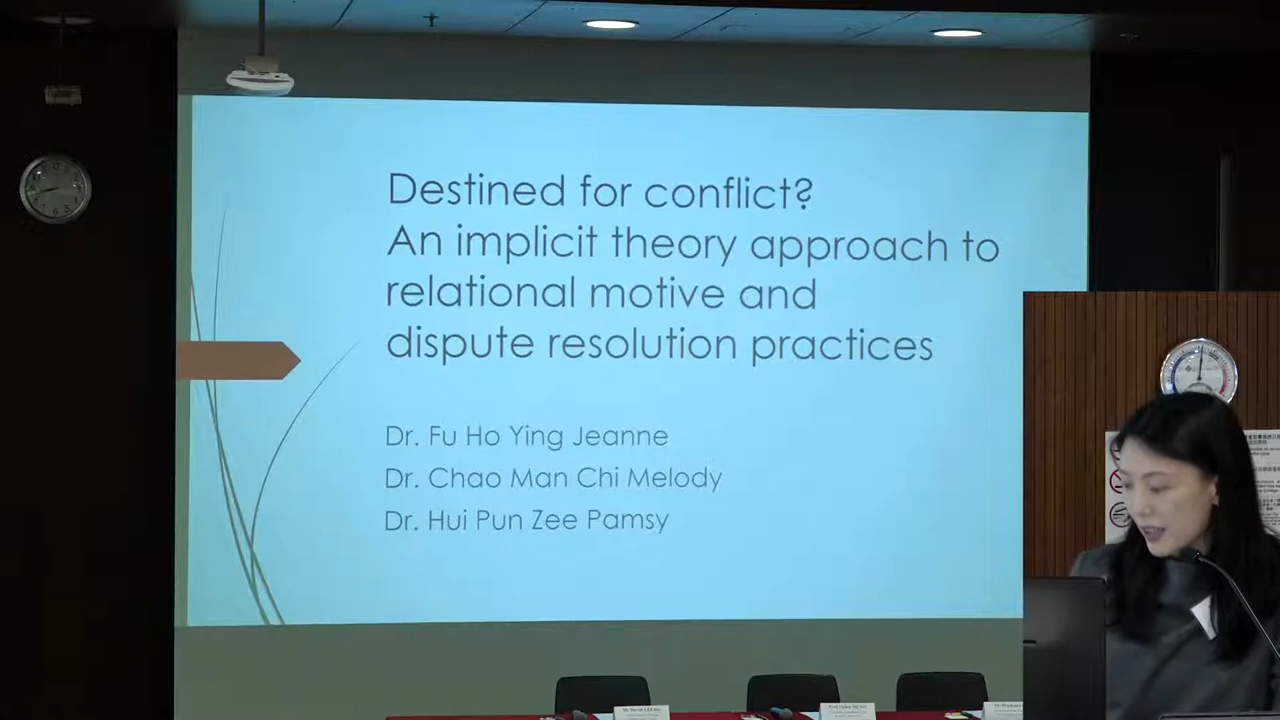 Destined for conflict?
An implicit theory approach to
relational motive and
dispute resolution practices
Dr. Fu Ho Ying Jeanne
Dr. Chao Man Chi Melody
Dr. Hui Pun Zee Pamsy